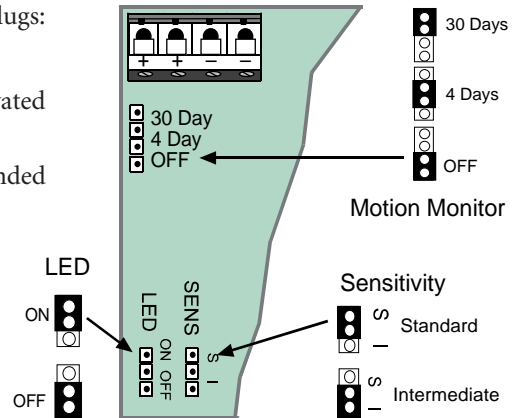 lugs:
ated
nded
+ + – –
30 Day
4 Day
OFF
30 Days
4 Days
OFF
Motion Monitor
LED
ON
OFF
LED
ON OFF
SENS
S I
Sensitivity
S I
Standard
S I
Intermediate